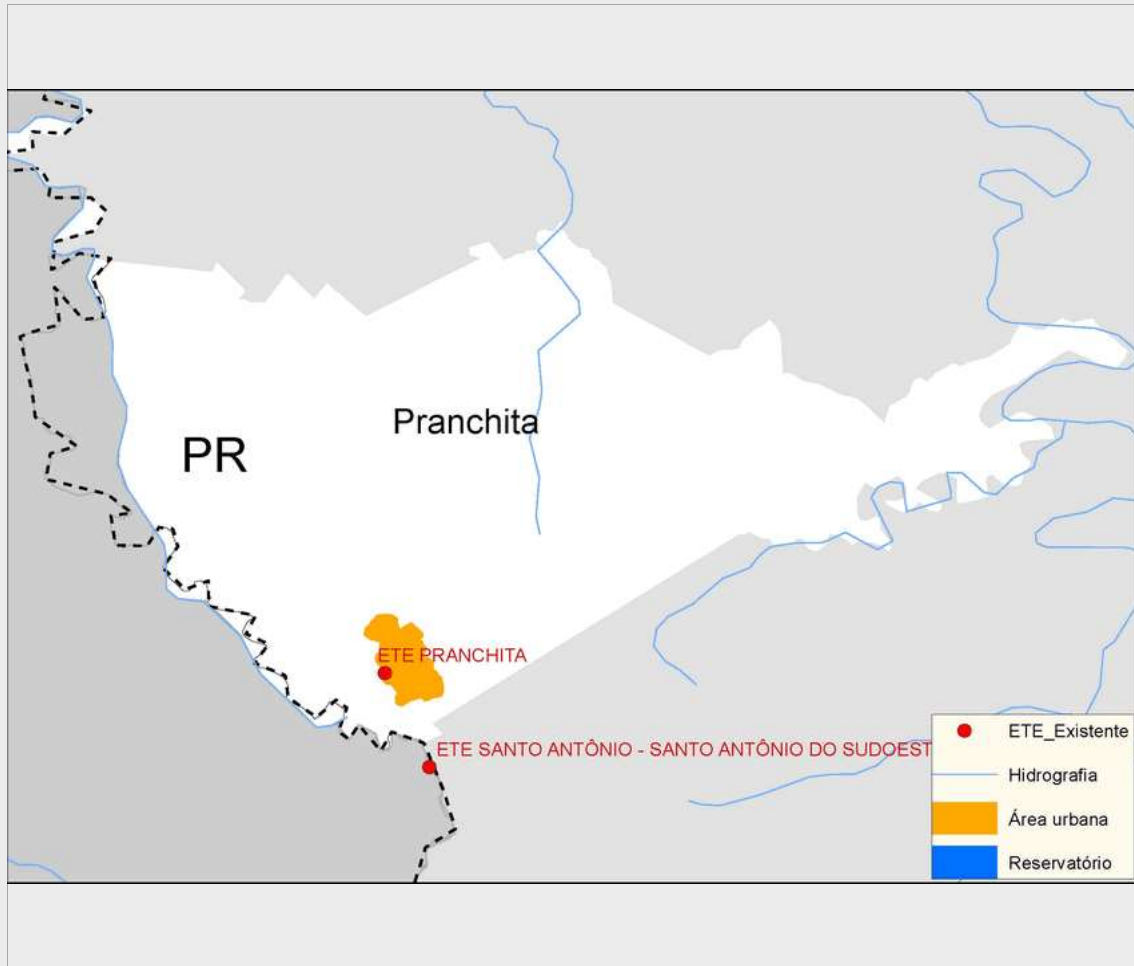 Pranchita
PR
ETE PRANCHITA
ETE SANTO ANTÔNIO - SANTO ANTÔNIO DO SUDOEST
ETE_Existente
Hidrografia
Área urbana
Reservatório